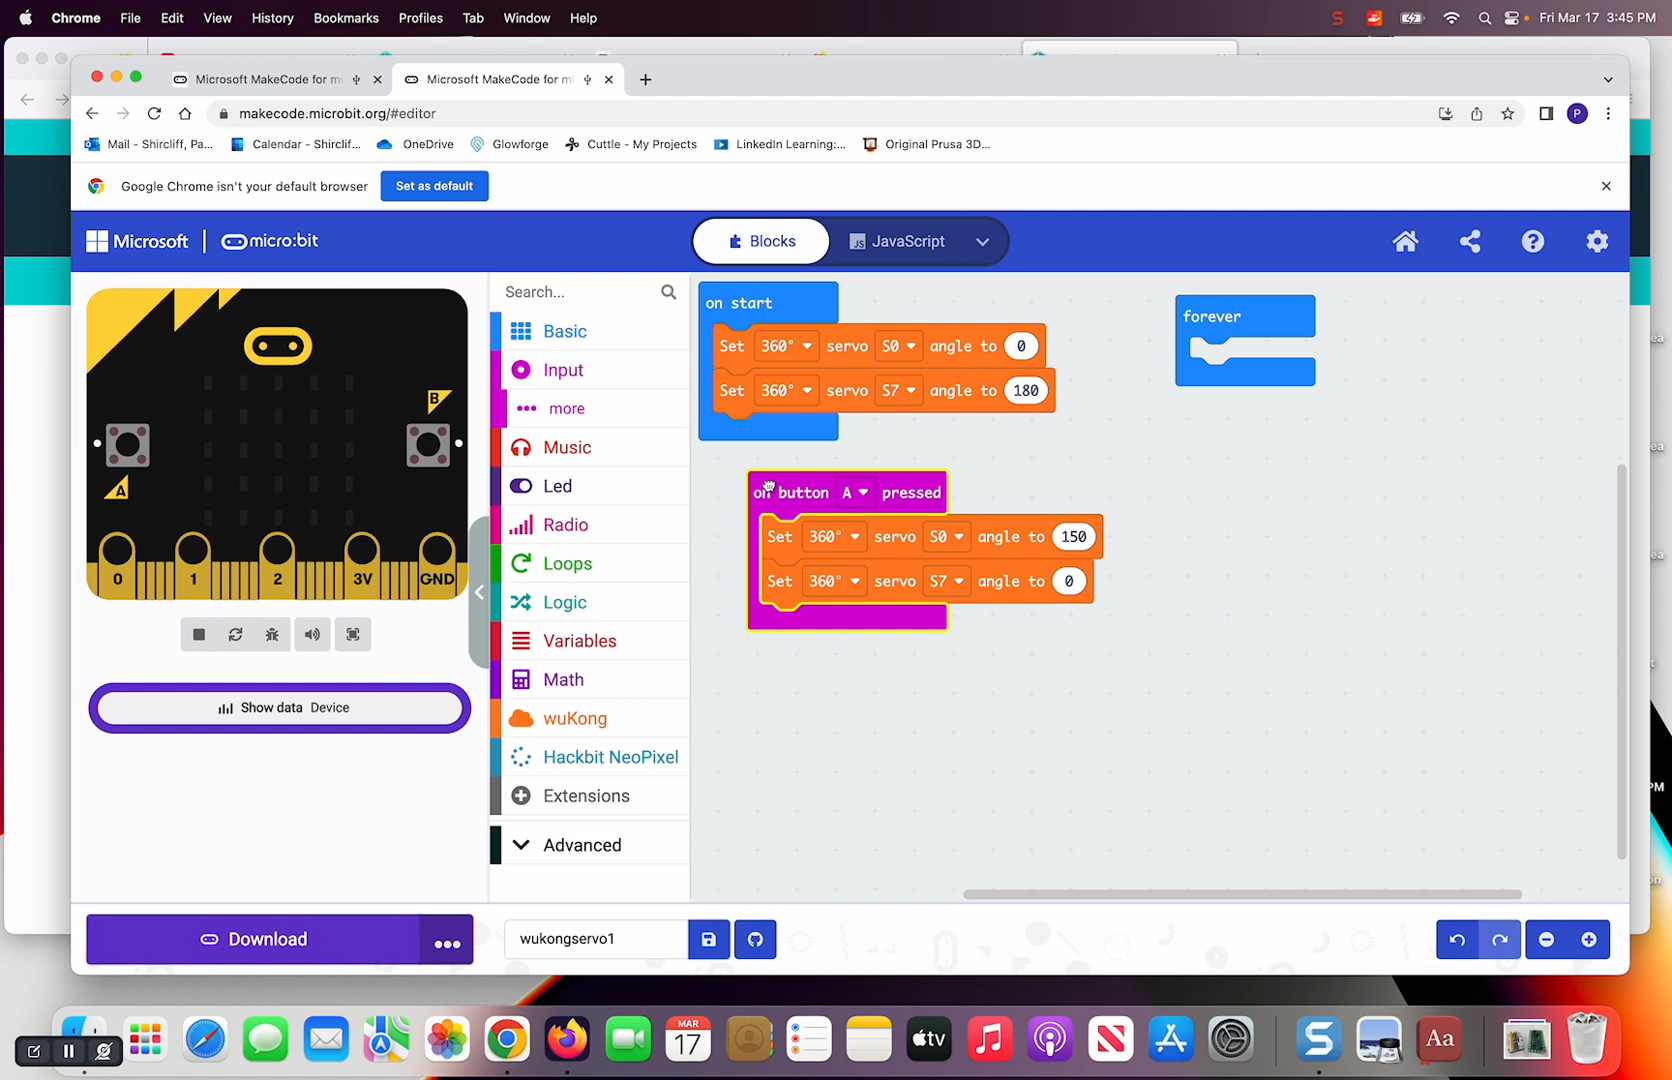 Chrome File Edit View History Bookmarks Profiles Tab Window Help
S Fri Mar 17 3:45 PM
Microsoft MakeCode for mi
Microsoft MakeCode for mi
makecode.microbit.org/#editor
P
Mail - Shircliff, Pa...
Calendar - Shirclif...
OneDrive
Glowforge
Cuttle - My Projects
LinkedIn Learning:...
Original Prusa 3D...
Google Chrome isn't your default browser
Set as default
Microsoft
micro:bit
Blocks
JS JavaScript
Search...
Basic
Input
more
Music
Led
Radio
Loops
Logic
Variables
Math
wuKong
Hackbit NeoPixel
Extensions
Advanced
B
A
0 1 2 3V GND
Show data Device
on start
Set 360° servo S0 angle to 0
Set 360° servo S7 angle to 180
forever
on button A pressed
Set 360° servo S0 angle to 150
Set 360° servo S7 angle to 0
Download
wukongservo1
PM
MAR
17
tv
S
Aa